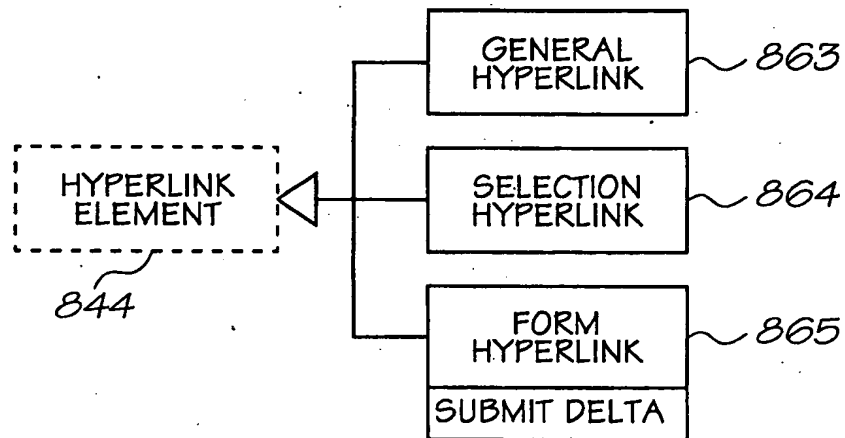 GENERAL
HYPERLINK
863
HYPERLINK
ELEMENT
844
SELECTION
HYPERLINK
864
FORM
HYPERLINK
865
SUBMIT DELTA